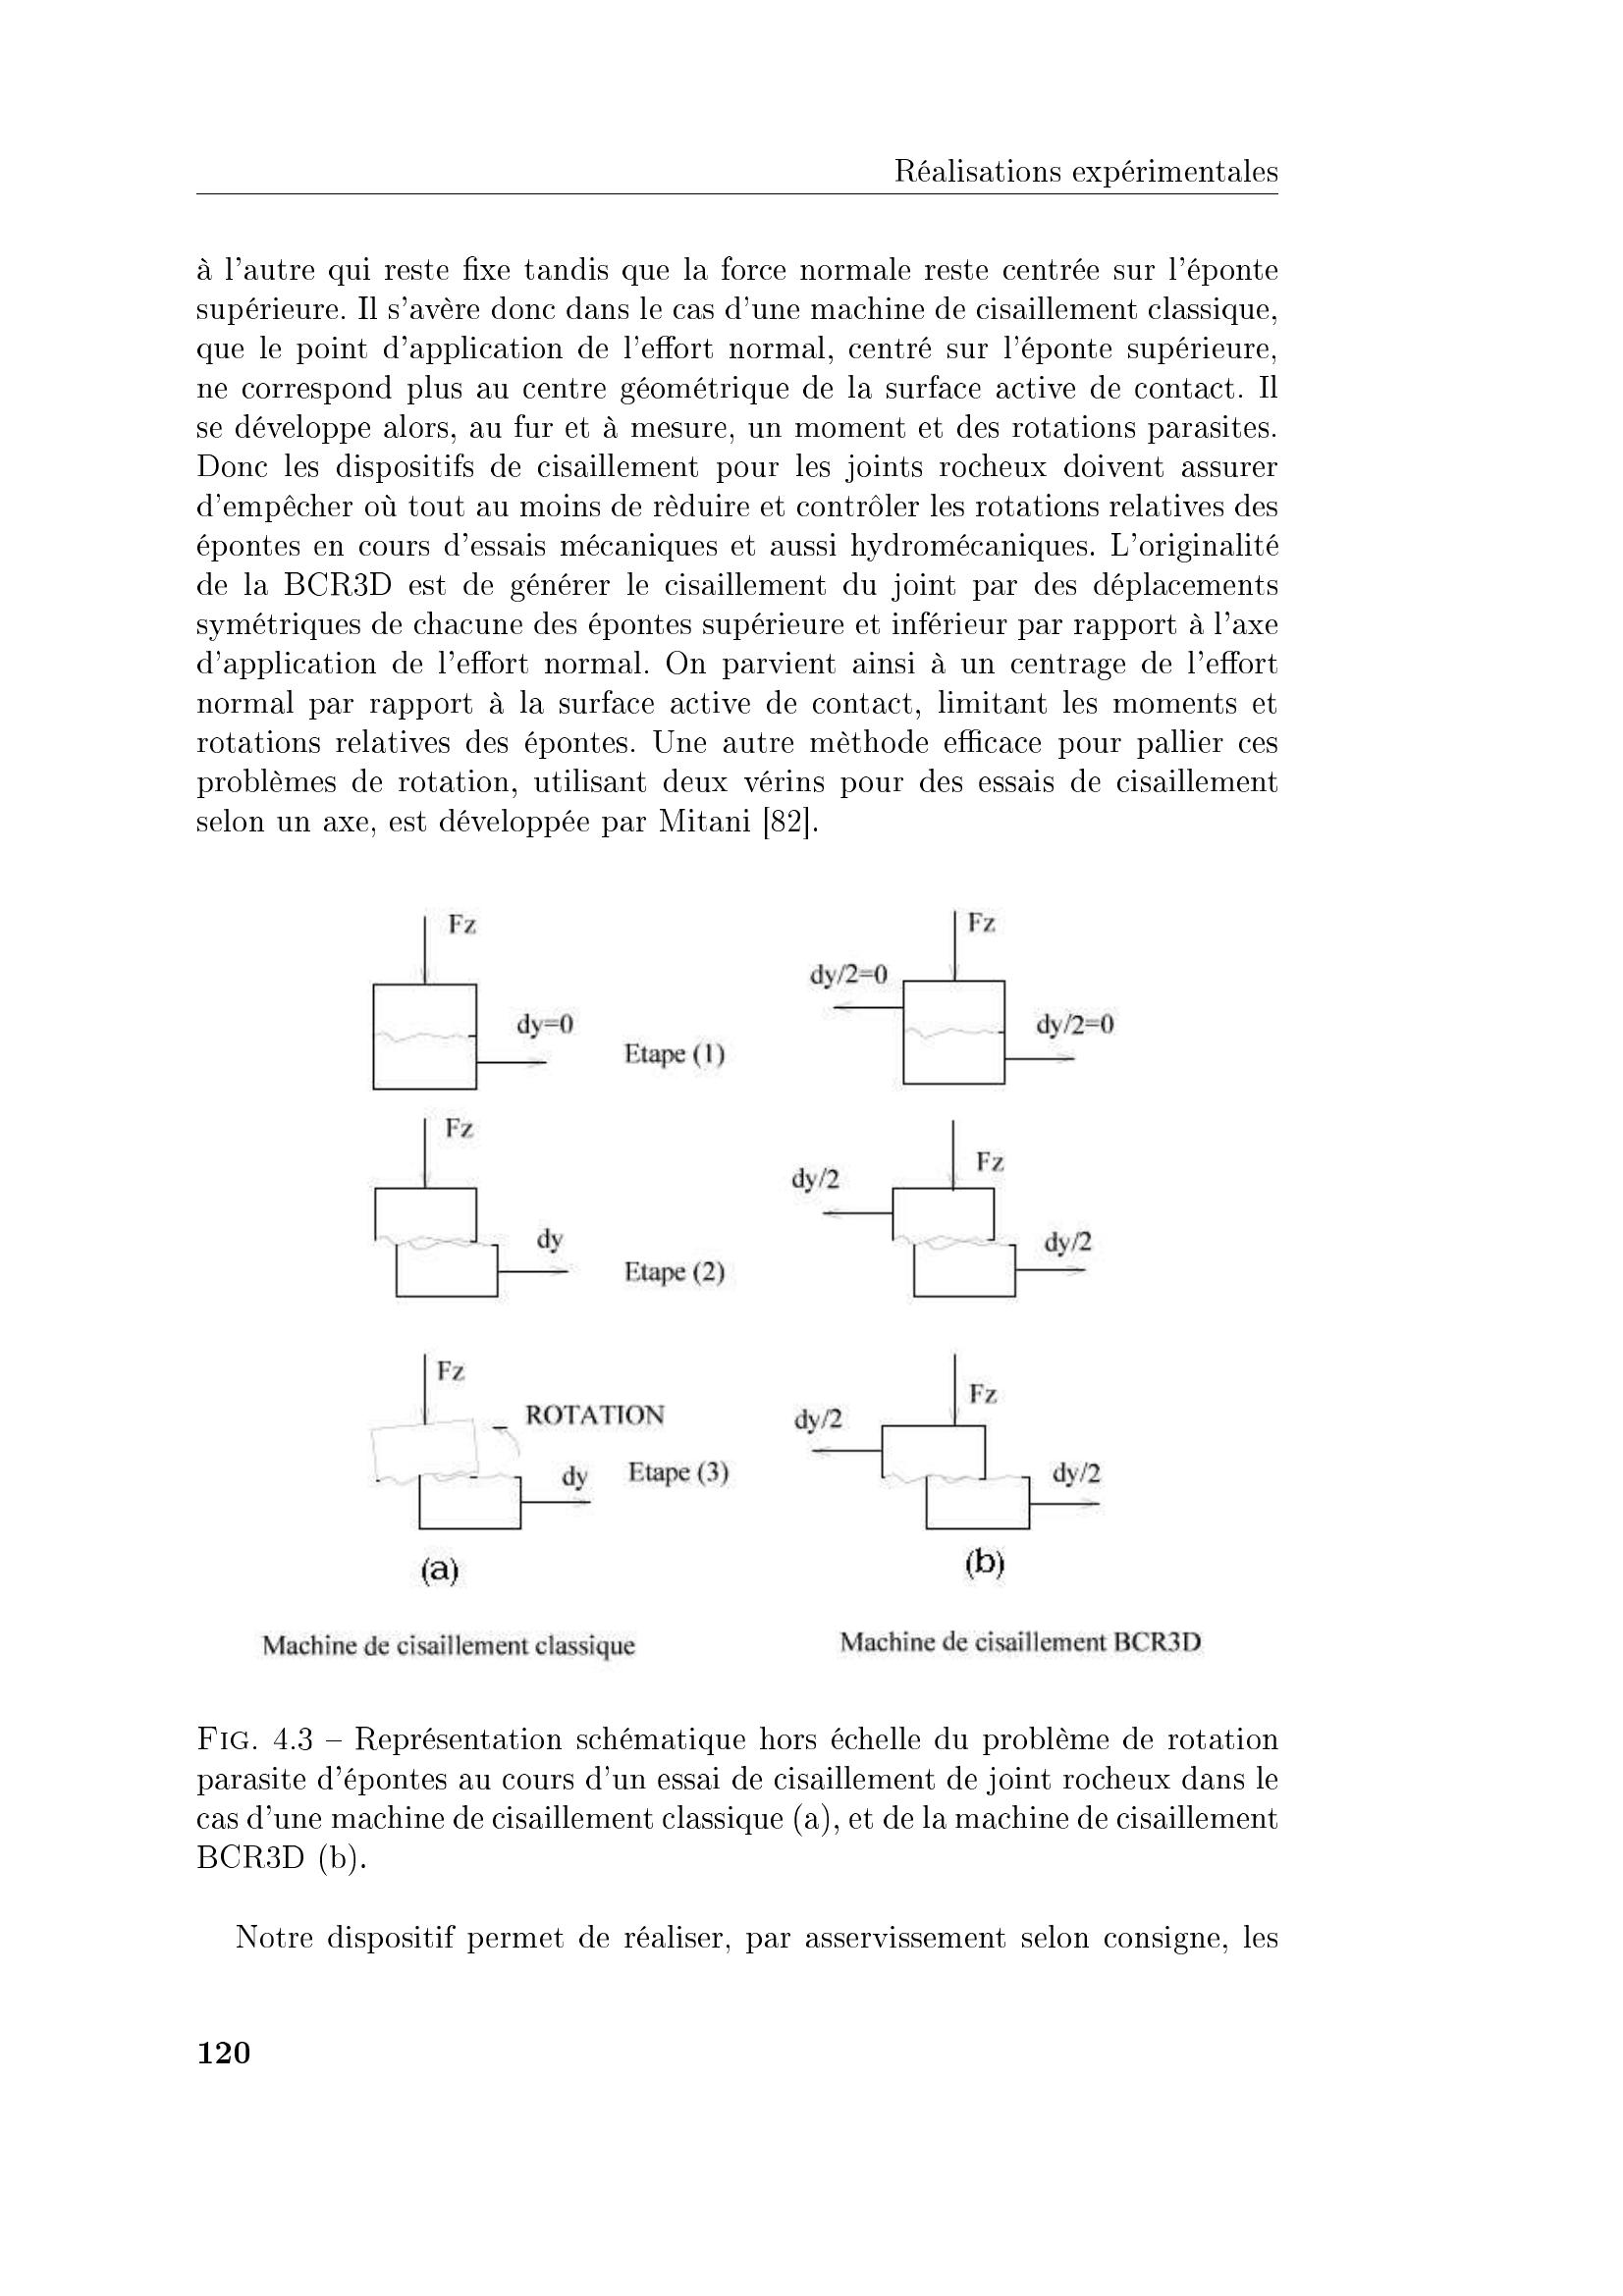 Réalisations expérimentales
à l'autre qui reste fixe tandis que la force normale reste centrée sur l'éponte
supérieure. Il s'avère donc dans le cas d'une machine de cisaillement classique,
que le point d'application de l'effort normal, centré sur l'éponte supérieure,
ne correspond plus au centre géométrique de la surface active de contact. Il
se développe alors, au fur et à mesure, un moment et des rotations parasites.
Donc les dispositifs de cisaillement pour les joints rocheux doivent assurer
d'empêcher où tout au moins de rèduire et contrôler les rotations relatives des
épontes en cours d'essais mécaniques et aussi hydromécaniques. L'originalité
de la BCR3D est de générer le cisaillement du joint par des déplacements
symétriques de chacune des épontes supérieure et inférieur par rapport à l'axe
d'application de l'effort normal. On parvient ainsi à un centrage de l'effort
normal par rapport à la surface active de contact, limitant les moments et
rotations relatives des épontes. Une autre mèthode efficace pour pallier ces
problèmes de rotation, utilisant deux vérins pour des essais de cisaillement
selon un axe, est développée par Mitani [82].
Fz
Fz
dy/2=0
dy=0
dy/2=0
Etape (1)
Fz
Fz
dy/2
dy
dy/2
Etape (2)
Fz
Fz
ROTATION
dy/2
dy
Etape (3)
dy/2
(a)
(b)
Machine de cisaillement classique
Machine de cisaillement BCR3D
FIG. 4.3 – Représentation schématique hors échelle du problème de rotation
parasite d'épontes au cours d'un essai de cisaillement de joint rocheux dans le
cas d'une machine de cisaillement classique (a), et de la machine de cisaillement
BCR3D (b).
Notre dispositif permet de réaliser, par asservissement selon consigne, les
120